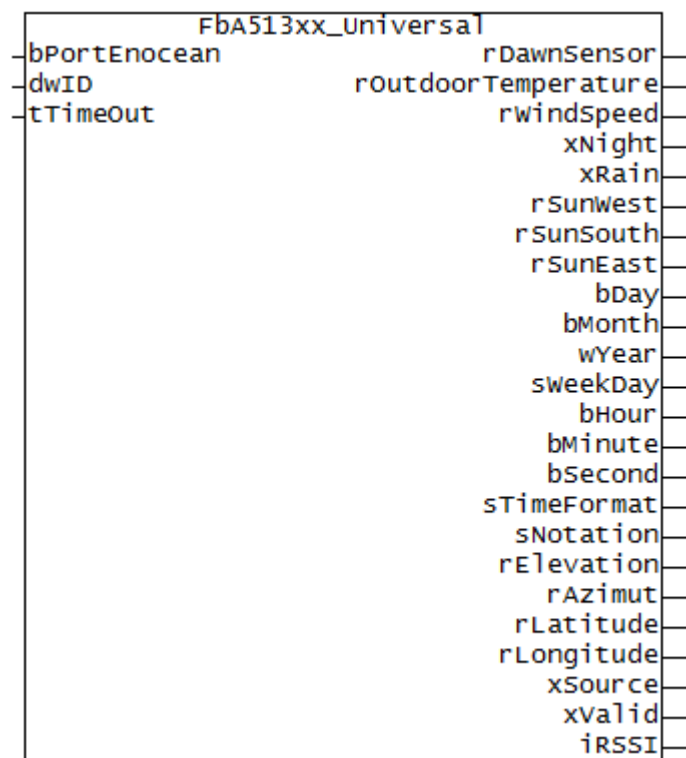 FbA513xx_Universal
bPortEnocean rDawnSensor
dwID rOutdoorTemperature
tTimeOut rWindSpeed
xNight
xRain
rSunWest
rSunSouth
rSunEast
bDay
bMonth
wYear
sWeekDay
bHour
bMinute
bSecond
sTimeFormat
sNotation
rElevation
rAzimut
rLatitude
rLongitude
xSource
xValid
iRSSI